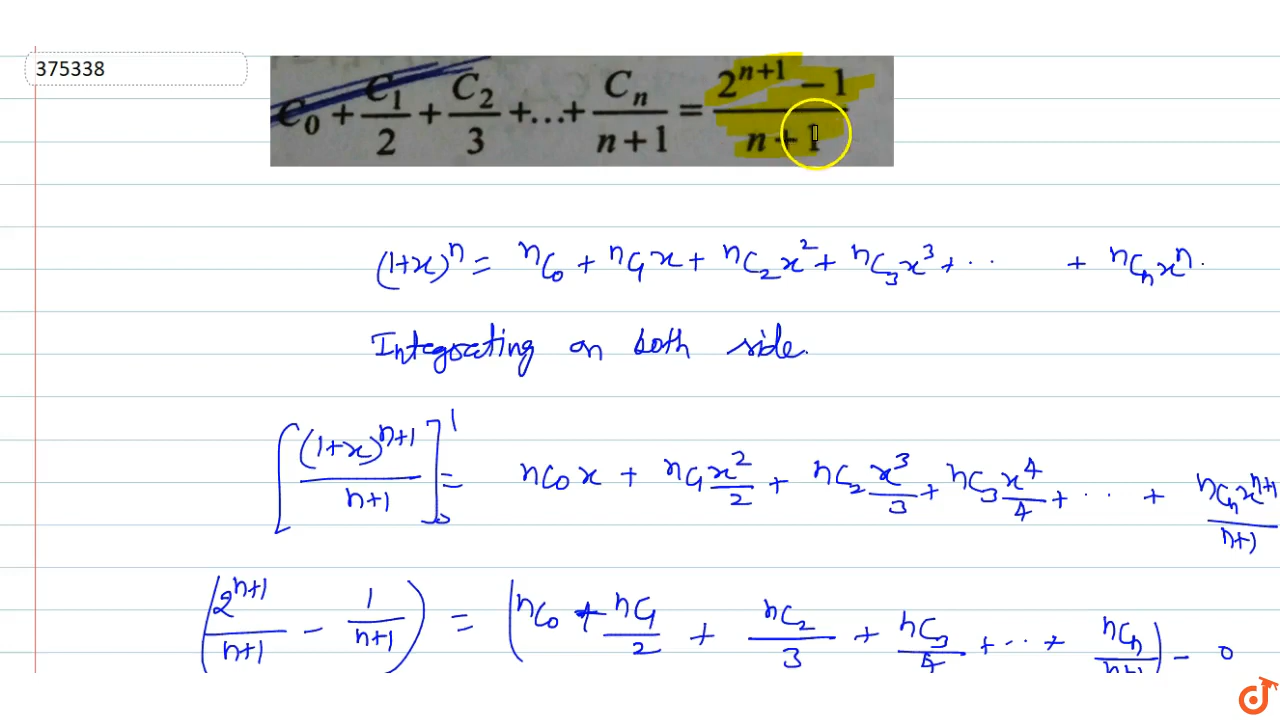 375338
C₀ + C₁/2 + C₂/3 + ... + Cₙ/(n+1) = (2ⁿ⁺¹ − 1)/(n+1)
(1+x)ⁿ = ⁿC₀ + ⁿC₁x + ⁿC₂x² + ⁿC₃x³ + ... + ⁿCₙxⁿ.
Integrating on both side.
[(1+x)ⁿ⁺¹/(n+1)]₀¹ = ⁿC₀x + ⁿC₁x²/2 + ⁿC₂x³/3 + ⁿC₃x⁴/4 + ... + ⁿCₙxⁿ⁺¹/(n+1)
(2ⁿ⁺¹/(n+1) − 1/(n+1)) = (ⁿC₀ + ⁿC₁/2 + ⁿC₂/3 + ⁿC₃/4 + ... + ⁿCₙ/(n+1)) − 0